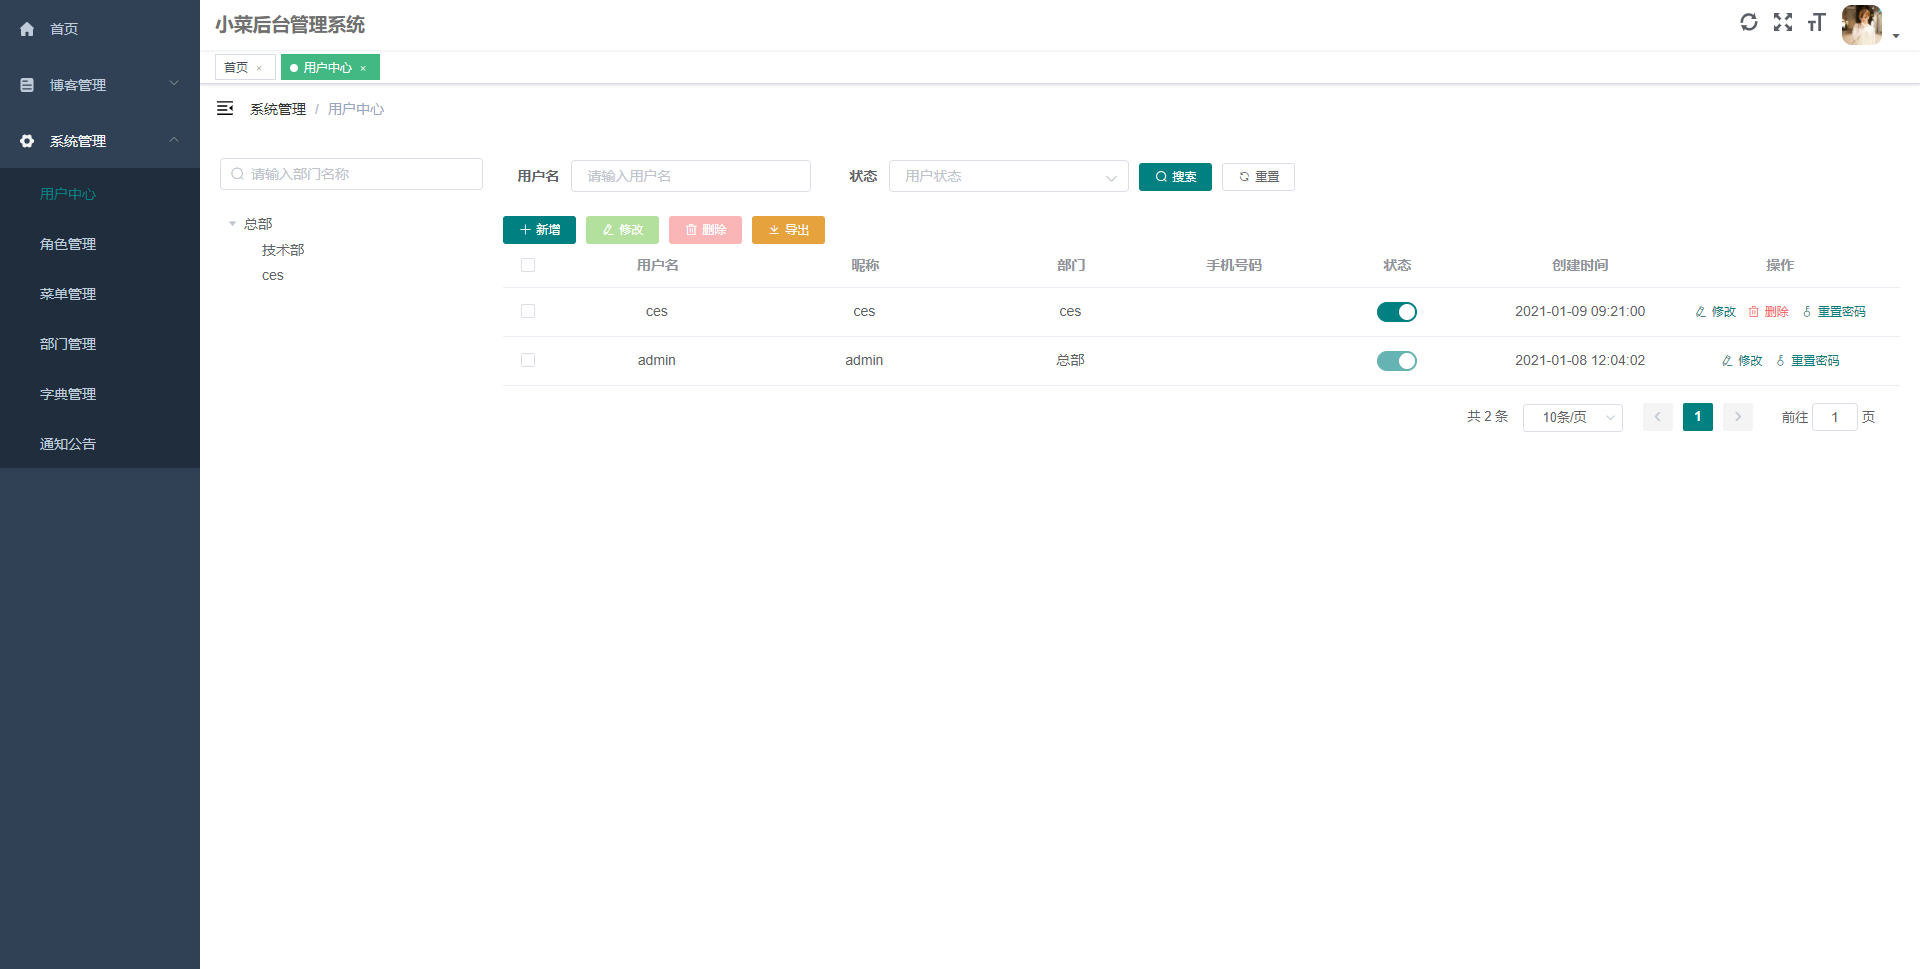 首页
博客管理
系统管理
用户中心
角色管理
菜单管理
部门管理
字典管理
通知公告
小菜后台管理系统
首页 × 用户中心 ×
系统管理 / 用户中心
请输入部门名称
总部
技术部
ces
用户名 请输入用户名 状态 用户状态 搜索 重置
新增 修改 删除 导出
用户名 昵称 部门 手机号码 状态 创建时间 操作
ces ces ces 2021-01-09 09:21:00 修改 删除 重置密码
admin admin 总部 2021-01-08 12:04:02 修改 重置密码
共 2 条 10条/页 1 前往 1 页